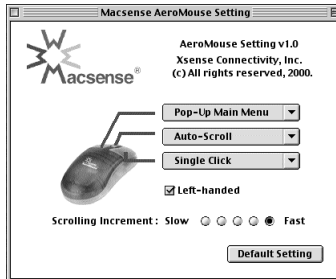 Macsense AeroMouse Setting
Macsense®
AeroMouse Setting v1.0
Xsense Connectivity, Inc.
(c) All rights reserved, 2000.
Pop-Up Main Menu
Auto-Scroll
Single Click
Left-handed
Scrolling Increment: Slow Fast
Default Setting